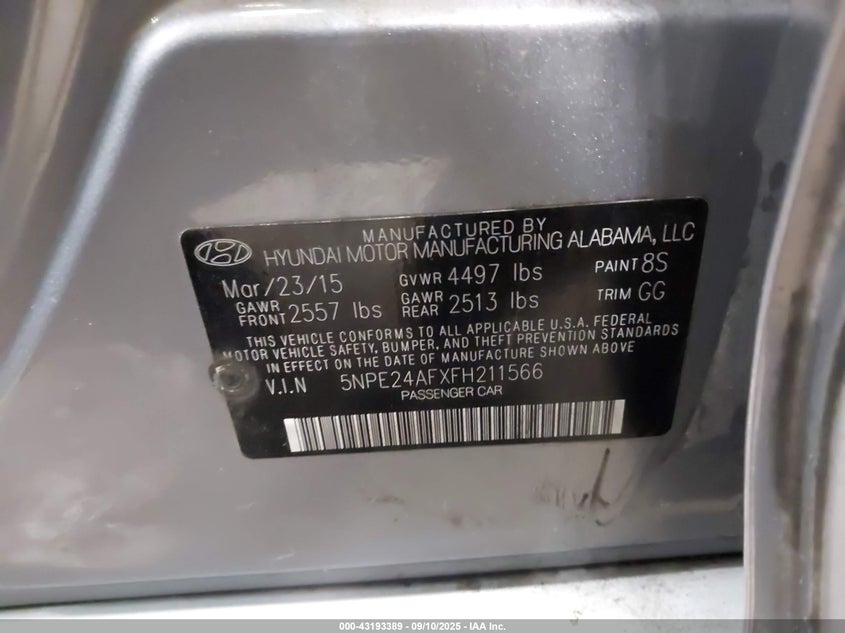 MANUFACTURED BY
HYUNDAI MOTOR MANUFACTURING ALABAMA, LLC
Mar/23/15 GVWR 4497 lbs PAINT 8S
GAWR FRONT 2557 lbs GAWR REAR 2513 lbs TRIM GG
THIS VEHICLE CONFORMS TO ALL APPLICABLE U.S.A. FEDERAL
MOTOR VEHICLE SAFETY, BUMPER, AND THEFT PREVENTION STANDARDS
IN EFFECT ON THE DATE OF MANUFACTURE SHOWN ABOVE.
V.I.N 5NPE24AFXFH211566
PASSENGER CAR
000-43193389 - 09/10/2025 - IAA Inc.